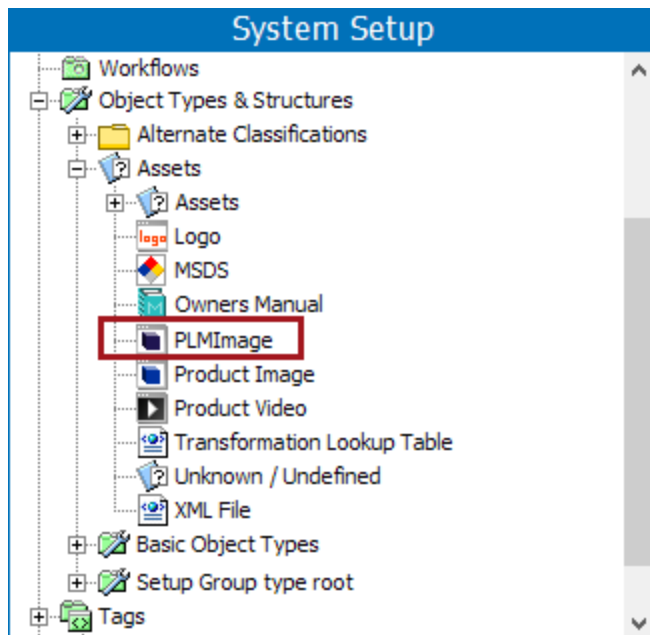 System Setup
Workflows
Object Types & Structures
Alternate Classifications
Assets
Assets
logo Logo
MSDS
M Owners Manual
PLMImage
Product Image
Product Video
Transformation Lookup Table
Unknown / Undefined
XML File
Basic Object Types
Setup Group type root
Tags